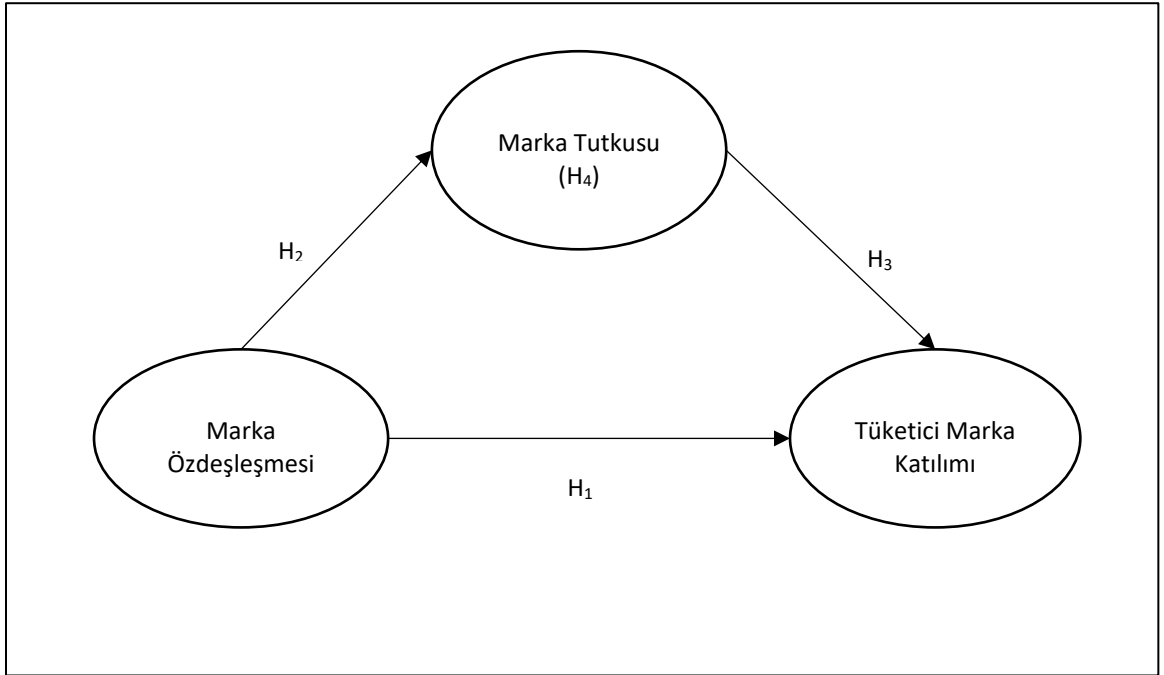 Marka Tutkusu
(H₄)
H₂
H₃
Marka
Özdeşleşmesi
Tüketici Marka
Katılımı
H₁